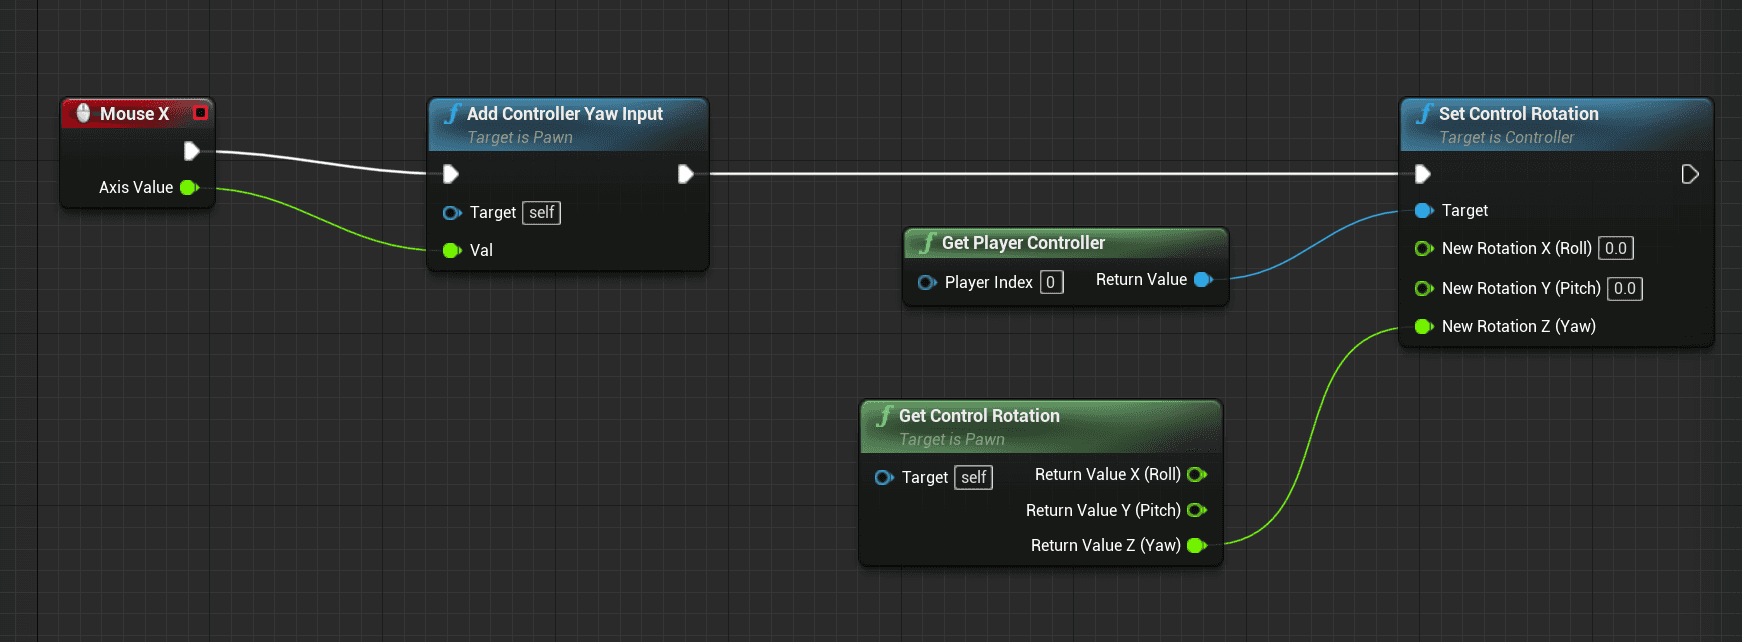 Mouse X
Axis Value
Add Controller Yaw Input
Target is Pawn
Target self
Val
Get Player Controller
Player Index 0 Return Value
Get Control Rotation
Target is Pawn
Target self Return Value X (Roll)
Return Value Y (Pitch)
Return Value Z (Yaw)
Set Control Rotation
Target is Controller
Target
New Rotation X (Roll) 0.0
New Rotation Y (Pitch) 0.0
New Rotation Z (Yaw)